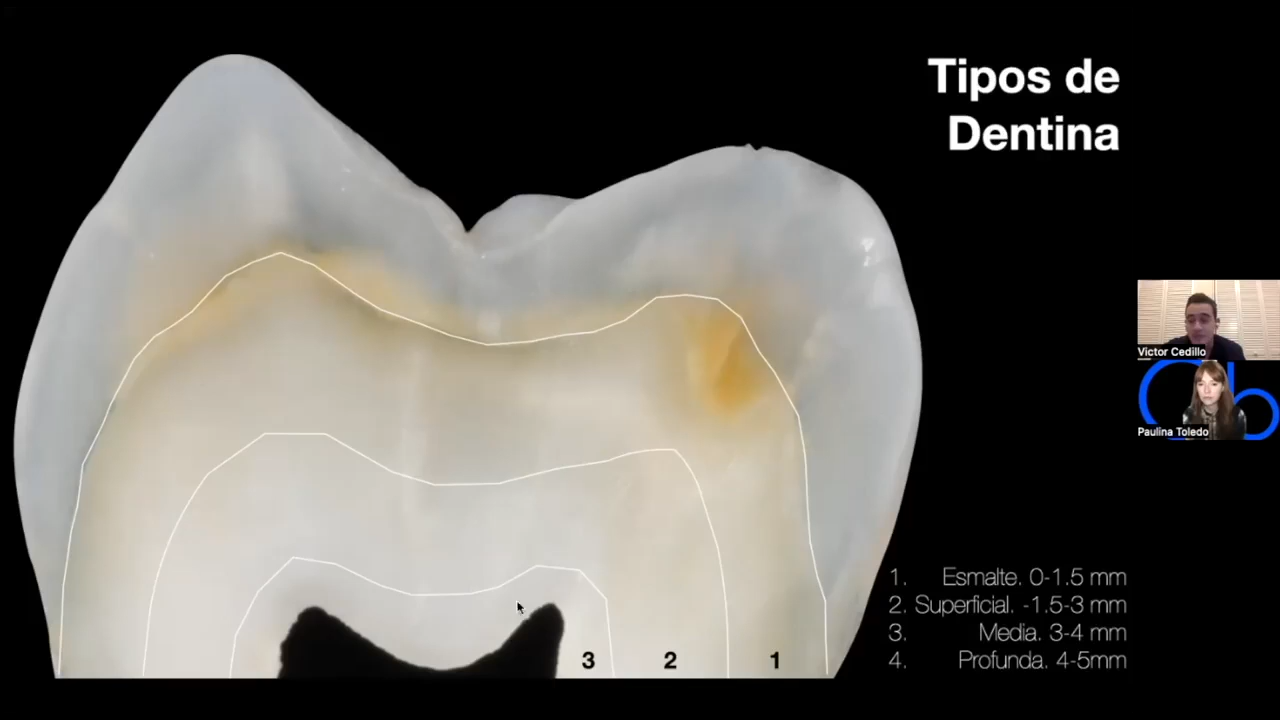 Tipos de
Dentina
Victor Cedillo
Paulina Toledo
1. Esmalte. 0-1.5 mm
2. Superficial. -1.5-3 mm
3. Media. 3-4 mm
4. Profunda. 4-5mm
3 2 1